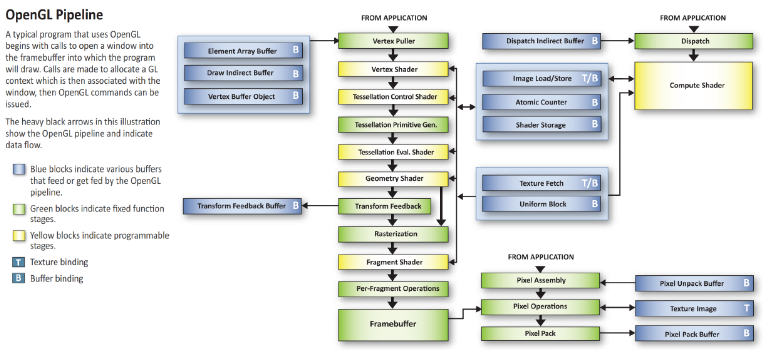 OpenGL Pipeline
A typical program that uses OpenGL
begins with calls to open a window into
the framebuffer into which the program
will draw. Calls are made to allocate a GL
context which is then associated with the
window, then OpenGL commands can be
issued.
The heavy black arrows in this illustration
show the OpenGL pipeline and indicate
data flow.
Blue blocks indicate various buffers
that feed or get fed by the OpenGL
pipeline.
Green blocks indicate fixed function
stages.
Yellow blocks indicate programmable
stages.
T Texture binding
B Buffer binding
Element Array Buffer B
Draw Indirect Buffer B
Vertex Buffer Object B
Transform Feedback Buffer B
FROM APPLICATION
Vertex Puller
Vertex Shader
Tessellation Control Shader
Tessellation Primitive Gen.
Tessellation Eval. Shader
Geometry Shader
Transform Feedback
Rasterization
Fragment Shader
Per-Fragment Operations
Framebuffer
Dispatch Indirect Buffer B
Image Load/Store T/B
Atomic Counter B
Shader Storage B
Texture Fetch T/B
Uniform Block B
FROM APPLICATION
Dispatch
Compute Shader
FROM APPLICATION
Pixel Assembly
Pixel Operations
Pixel Pack
Pixel Unpack Buffer B
Texture Image T
Pixel Pack Buffer B